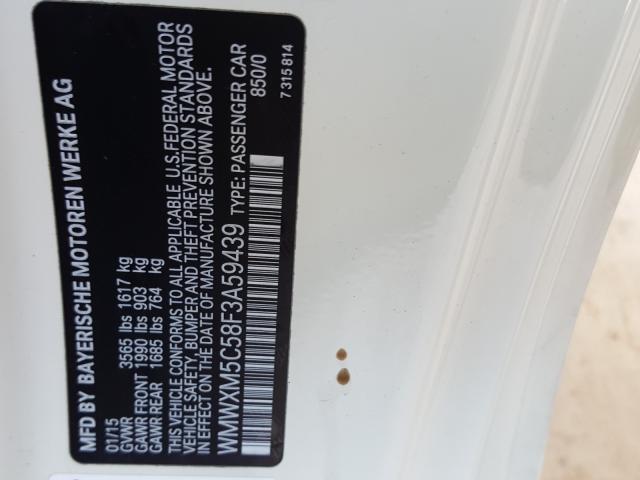 MFD BY BAYERISCHE MOTOREN WERKE AG
01/15
GVWR 3565 lbs 1617 kg
GAWR FRONT 1990 lbs 903 kg
GAWR REAR 1685 lbs 764 kg
THIS VEHICLE CONFORMS TO ALL APPLICABLE U.S. FEDERAL MOTOR
VEHICLE SAFETY, BUMPER AND THEFT PREVENTION STANDARDS
IN EFFECT ON THE DATE OF MANUFACTURE SHOWN ABOVE.
WMWXM5C58F3A59439 TYPE: PASSENGER CAR
850/0
7 315 814